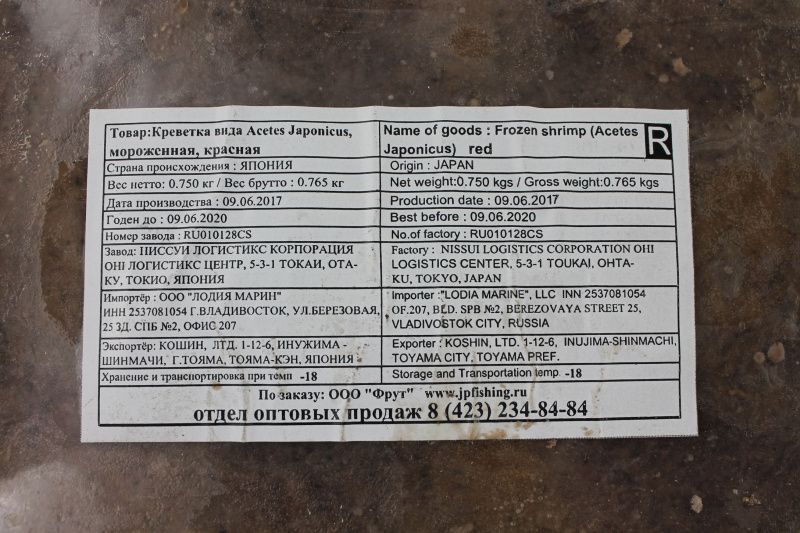 Товар:Креветка вида Acetes Japonicus,
мороженная, красная
Name of goods : Frozen shrimp (Acetes
Japonicus) red
R
Страна происхождения : ЯПОНИЯ
Origin : JAPAN
Вес нетто: 0.750 кг / Вес брутто : 0.765 кг
Net weight:0.750 kgs / Gross weight:0.765 kgs
Дата производства : 09.06.2017
Production date : 09.06.2017
Годен до : 09.06.2020
Best before : 09.06.2020
Номер завода : RU010128CS
No.of factory : RU010128CS
Завод: НИССУИ ЛОГИСТИКС КОРПОРАЦИЯ
ОНІ ЛОГИСТИКС ЦЕНТР, 5-3-1 ТОКАИ, ОТА-
КУ, ТОКИО, ЯПОНИЯ
Factory : NISSUI LOGISTICS CORPORATION OHI
LOGISTICS CENTER, 5-3-1 TOUKAI, OHTA-
KU, TOKYO, JAPAN
Импортёр : ООО "ЛОДИЯ МАРИН"
ИНН 2537081054 Г.ВЛАДИВОСТОК, УЛ.БЕРЕЗОВАЯ,
25 ЗД. СПБ №2, ОФИС 207
Importer :"LODIA MARINE", LLC INN 2537081054
OF.207, BLD. SPB №2, BEREZOVAYA STREET 25,
VLADIVOSTOK CITY, RUSSIA
Экспортёр: КОШИН, ЛТД. 1-12-6, ИНУЖИМА -
ШИНМАЧИ, Г.ТОЯМА, ТОЯМА-КЭН, ЯПОНИЯ -
Exporter : KOSHIN, LTD. 1-12-6, INUJIMA-SHINMACHI,
TOYAMA CITY, TOYAMA PREF.
Хранение и транспортировка при темп -18
Storage and Transportation temp. -18
По заказу: ООО "Фрут" www.jpfishing.ru
отдел оптовых продаж 8 (423) 234-84-84